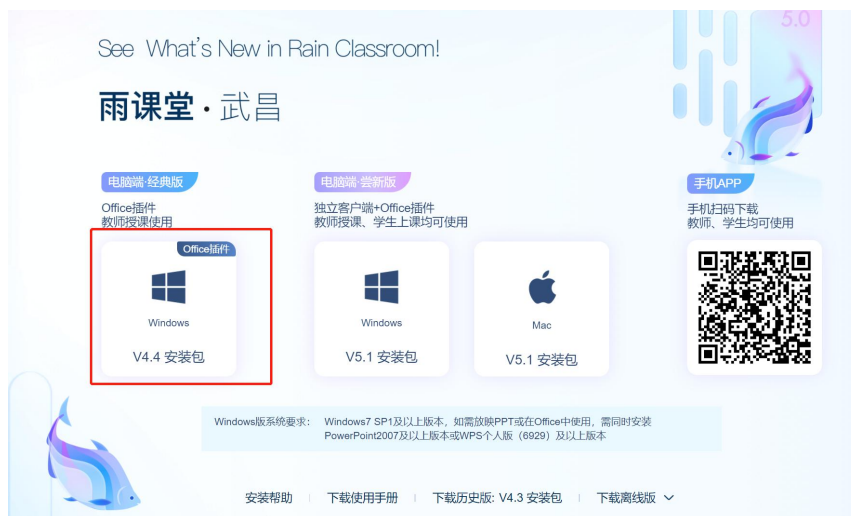 5.0
See What's New in Rain Classroom!
雨课堂·武昌
电脑端·经典版
Office插件
教师授课使用
Office插件
Windows
V4.4 安装包
电脑端·尝新版
独立客户端+Office插件
教师授课、学生上课均可使用
Windows
V5.1 安装包
Mac
V5.1 安装包
手机APP
手机扫码下载
教师、学生均可使用
Windows版系统要求： Windows7 SP1及以上版本，如需放映PPT或在Office中使用，需同时安装
PowerPoint2007及以上版本或WPS个人版（6929）及以上版本
安装帮助 | 下载使用手册 | 下载历史版: V4.3 安装包 | 下载离线版